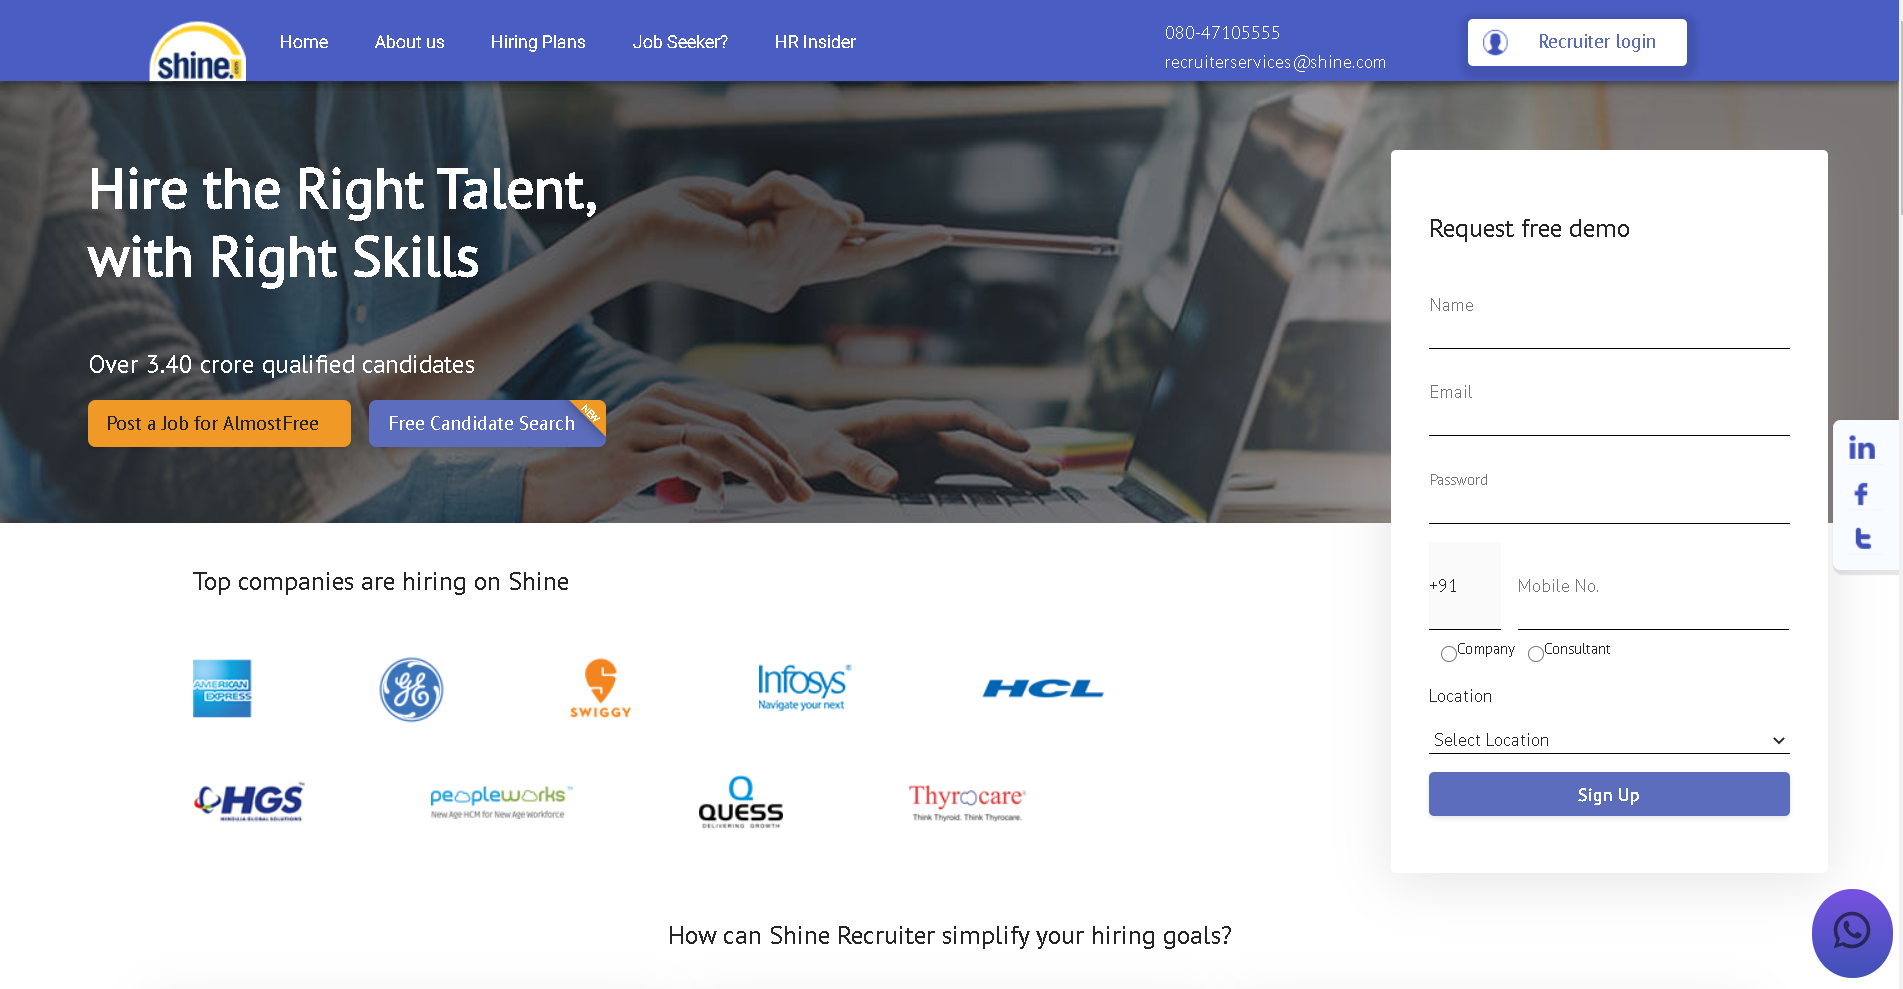 shine.com
Home
About us
Hiring Plans
Job Seeker?
HR Insider
080-47105555
recruiterservices@shine.com
Recruiter login
Hire the Right Talent,
with Right Skills
Over 3.40 crore qualified candidates
Post a Job for AlmostFree
Free Candidate Search
NEW
Request free demo
Name
Email
Password
+91
Mobile No.
Company
Consultant
Location
Select Location
Sign Up
in
f
t
Top companies are hiring on Shine
AMERICAN
EXPRESS
GE
SWIGGY
Infosys®
Navigate your next
HCL
HGS™
HINDUJA GLOBAL SOLUTIONS
peopleworks™
New Age HCM for New Age Workforce
QUESS
DELIVERING GROWTH
Thyrocare®
Think Thyroid. Think Thyrocare.
How can Shine Recruiter simplify your hiring goals?